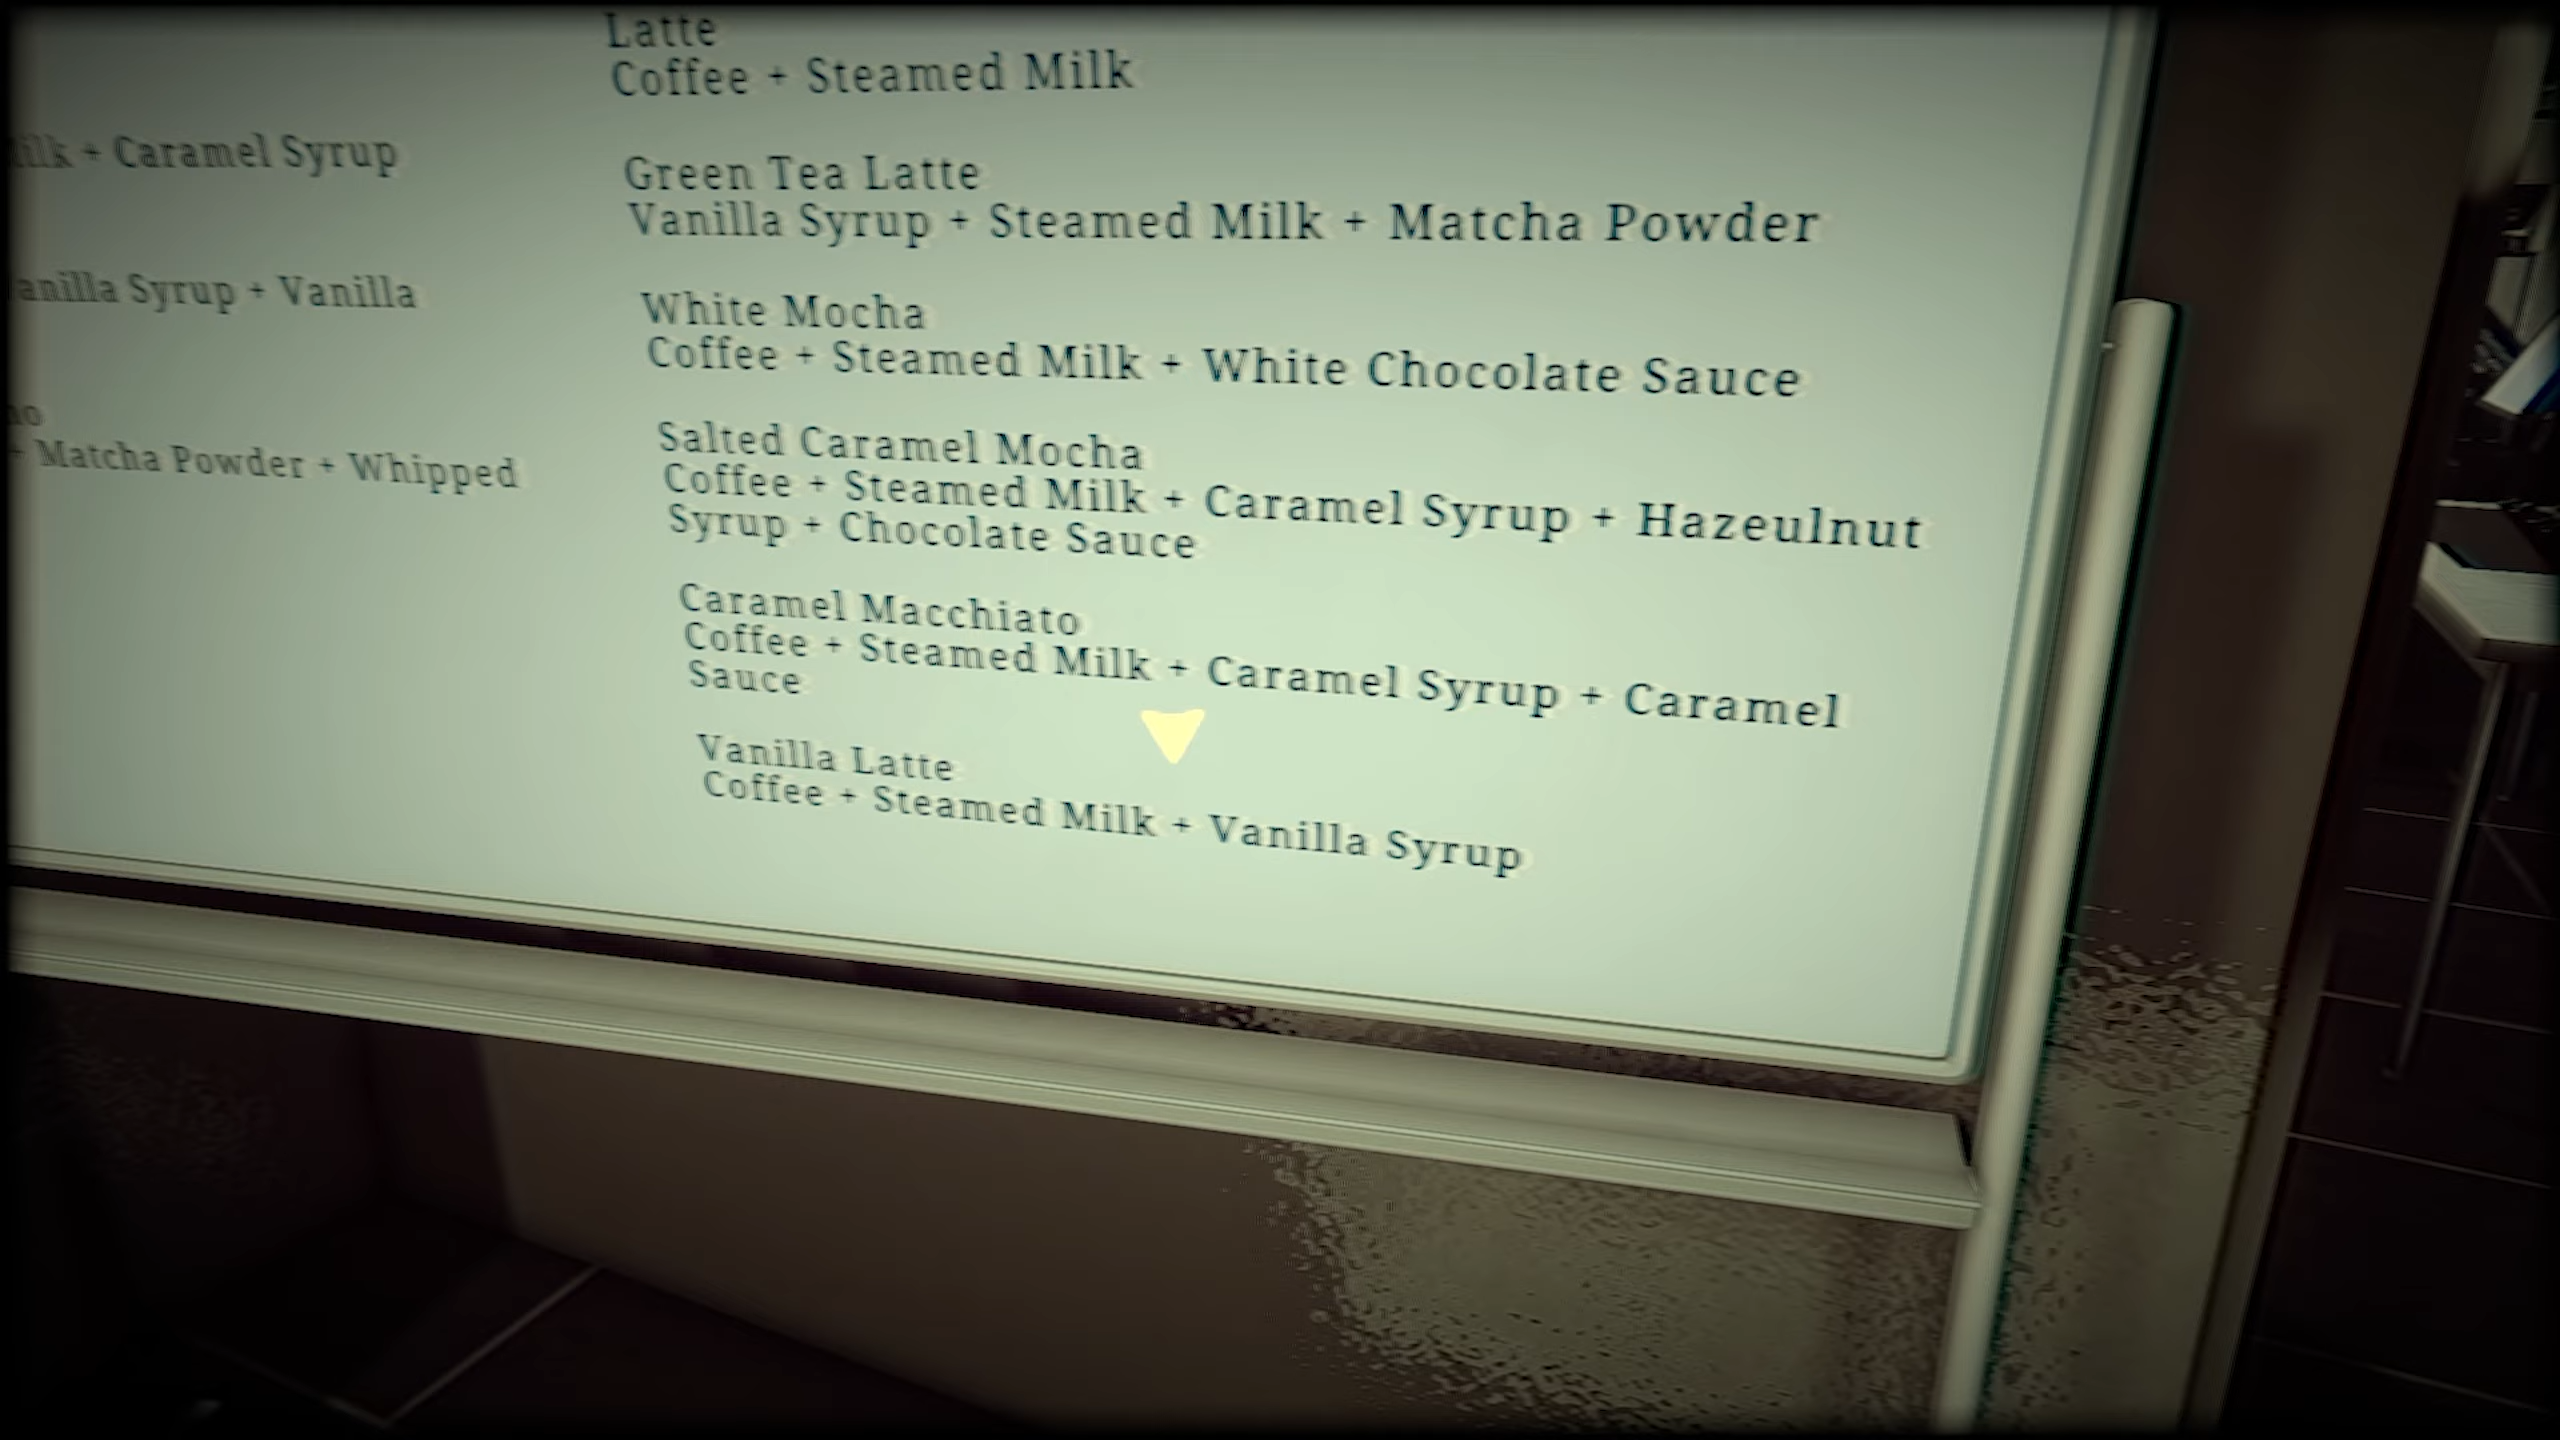 + Caramel Syrup
Syrup + Vanilla
+ Matcha Powder + Whipped
Latte
Coffee + Steamed Milk
Green Tea Latte
Vanilla Syrup + Steamed Milk + Matcha Powder
White Mocha
Coffee + Steamed Milk + White Chocolate Sauce
Salted Caramel Mocha
Coffee + Steamed Milk + Caramel Syrup + Hazeulnut
Syrup + Chocolate Sauce
Caramel Macchiato
Coffee + Steamed Milk + Caramel Syrup + Caramel
Sauce
Vanilla Latte
Coffee + Steamed Milk + Vanilla Syrup